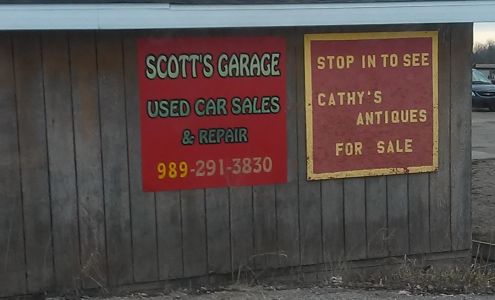 SCOTT'S GARAGE
USED CAR SALES
& REPAIR
989-291-3830
STOP IN TO SEE
CATHY'S
ANTIQUES
FOR SALE